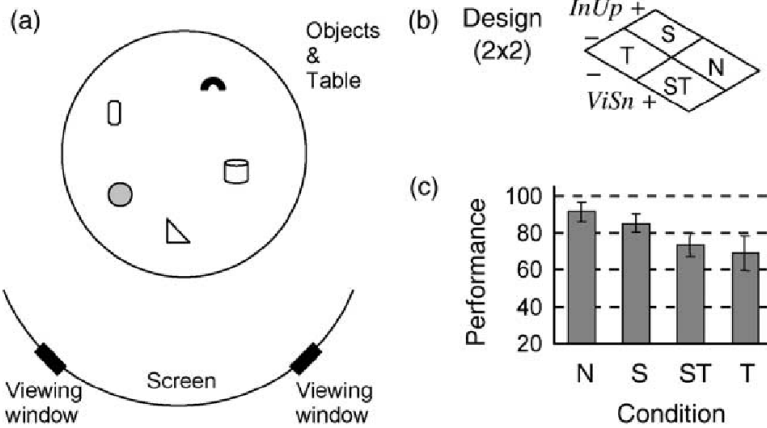 (a)
Objects
&
Table
Viewing
window
Screen
Viewing
window
(b)
Design
(2x2)
InUp +
−
−
ViSn +
S
T
N
ST
(c)
Performance
100
80
60
40
20
N S ST T
Condition